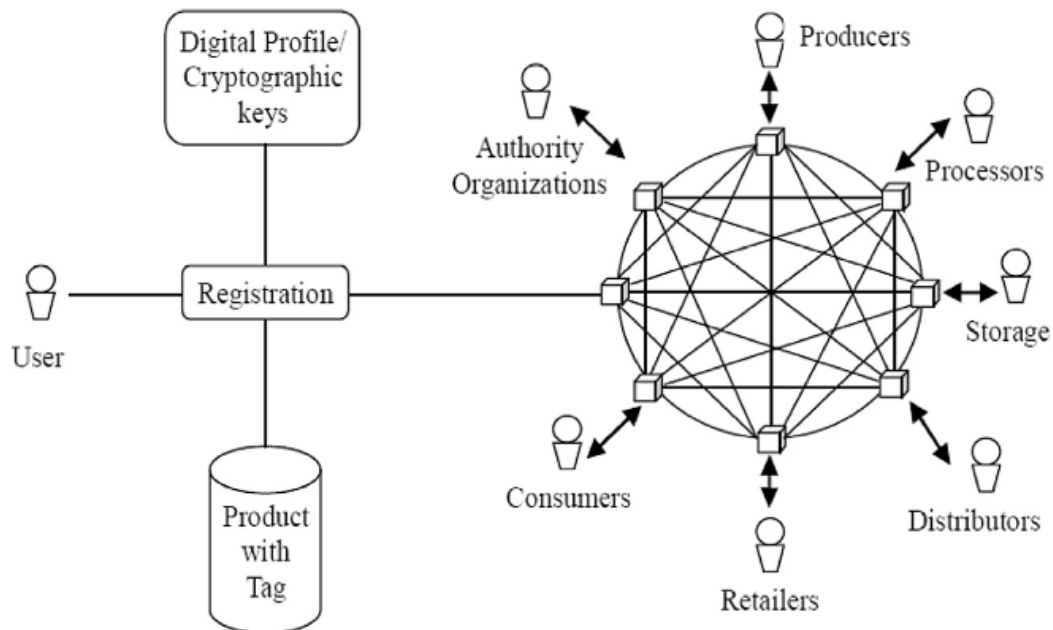 Digital Profile/
Cryptographic
keys
Registration
User
Product
with
Tag
Producers
Authority
Organizations
Processors
Storage
Consumers
Distributors
Retailers